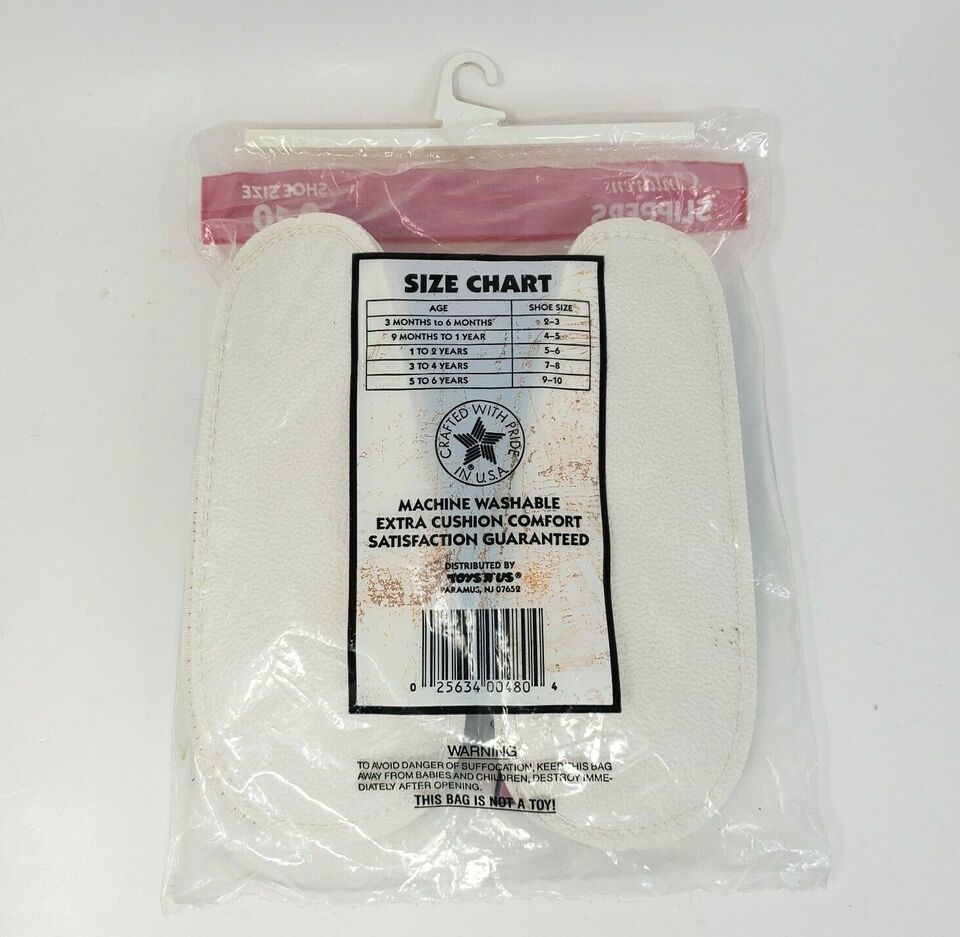 Childrens
SHOE SIZE
SLIPPERS
SIZE CHART
AGE SHOE SIZE
3 MONTHS to 6 MONTHS 2–3
9 MONTHS TO 1 YEAR 4–5
1 TO 2 YEARS 5–6
3 TO 4 YEARS 7–8
5 TO 6 YEARS 9–10
CRAFTED WITH PRIDE
IN U.S.A.
®
MACHINE WASHABLE
EXTRA CUSHION COMFORT
SATISFACTION GUARANTEED
DISTRIBUTED BY
TOYS "R" US®
PARAMUS, NJ 07652
0 25634 00480 4
WARNING
TO AVOID DANGER OF SUFFOCATION, KEEP THIS BAG
AWAY FROM BABIES AND CHILDREN, DESTROY IMME-
DIATELY AFTER OPENING.
THIS BAG IS NOT A TOY!